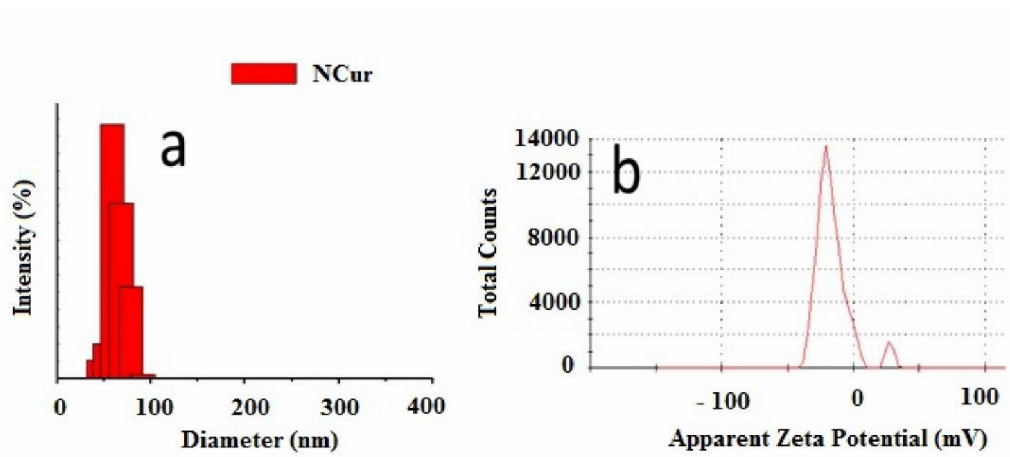 NCur
a
Intensity (%)
0 100 200 300 400
Diameter (nm)
b
14000
12000
8000
4000
0
Total Counts
- 100 0 100
Apparent Zeta Potential (mV)